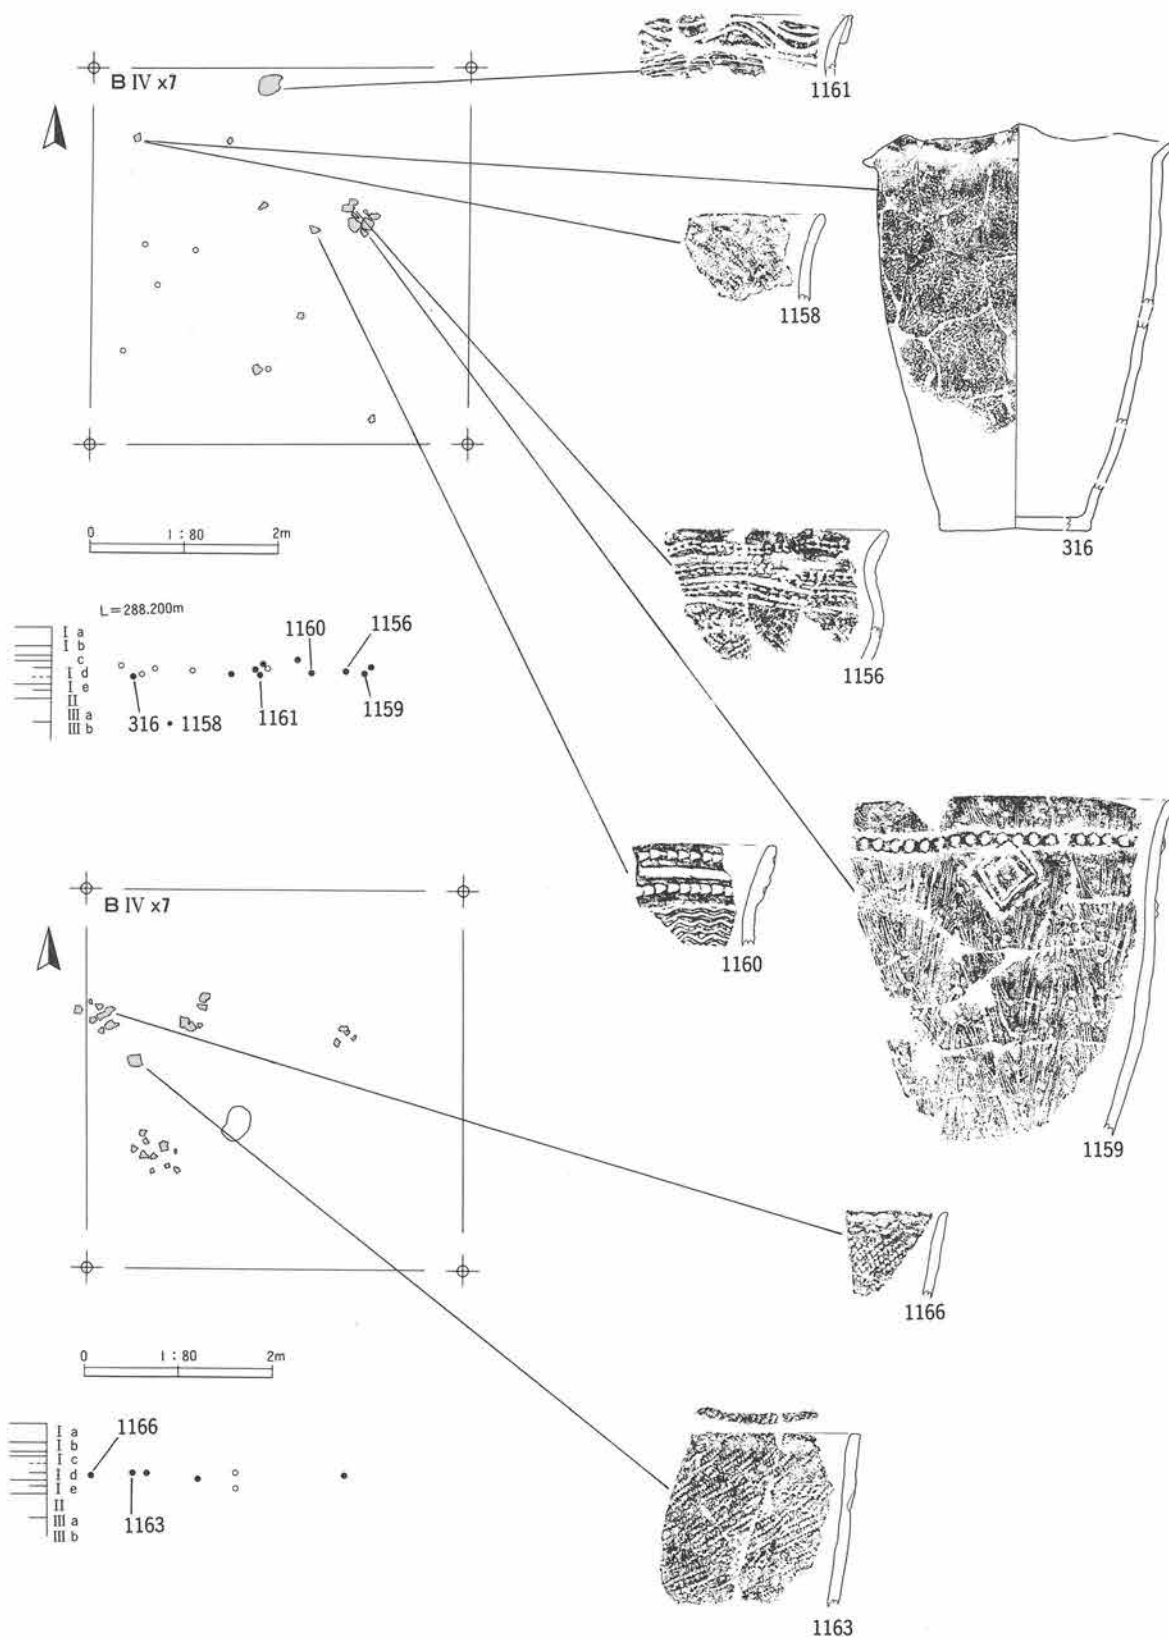 1161
B IV x7
1158
316
0 1:80 2m
1156
L=288.200m
I a
I b
c
I d
I e
II
III a
III b
1160
1156
316・1158
1161
1159
1160
B IV x7
1159
1166
0 1:80 2m
I a
I b
I c
I d
I e
II
III a
III b
1166
1163
1163